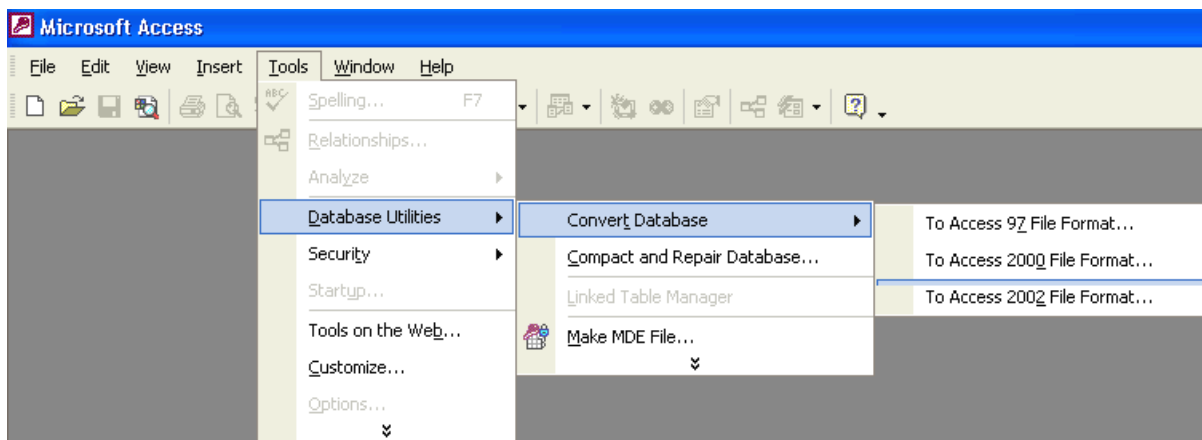 Microsoft Access
File Edit View Insert Tools Window Help
ABC
Spelling... F7
Relationships...
Analyze
Database Utilities
Security
Startup...
Tools on the Web...
Customize...
Options...
Convert Database
Compact and Repair Database...
Linked Table Manager
Make MDE File...
To Access 97 File Format...
To Access 2000 File Format...
To Access 2002 File Format...